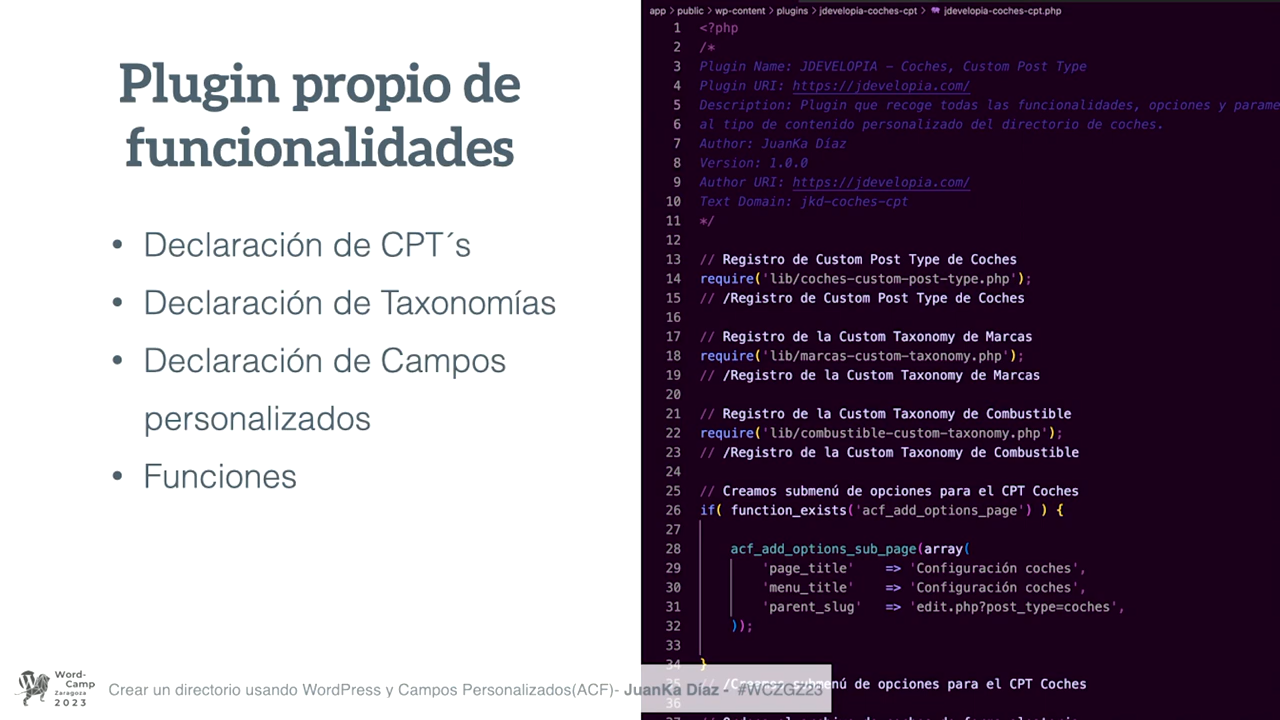 Plugin propio de
funcionalidades
• Declaración de CPT´s
• Declaración de Taxonomías
• Declaración de Campos
personalizados
• Funciones
Word-
Camp
Zaragoza
2023
Crear un directorio usando WordPress y Campos Personalizados(ACF)- JuanKa Díaz - #WCZGZ23
app > public > wp-content > plugins > jdevelopia-coches-cpt > jdevelopia-coches-cpt.php
1 <?php
2 /*
3 Plugin Name: JDEVELOPIA - Coches, Custom Post Type
4 Plugin URI: https://jdevelopia.com/
5 Description: Plugin que recoge todas las funcionalidades, opciones y parame
6 al tipo de contenido personalizado del directorio de coches.
7 Author: JuanKa Díaz
8 Version: 1.0.0
9 Author URI: https://jdevelopia.com/
10 Text Domain: jkd-coches-cpt
11 */
12
13 // Registro de Custom Post Type de Coches
14 require('lib/coches-custom-post-type.php');
15 // /Registro de Custom Post Type de Coches
16
17 // Registro de la Custom Taxonomy de Marcas
18 require('lib/marcas-custom-taxonomy.php');
19 // /Registro de la Custom Taxonomy de Marcas
20
21 // Registro de la Custom Taxonomy de Combustible
22 require('lib/combustible-custom-taxonomy.php');
23 // /Registro de la Custom Taxonomy de Combustible
24
25 // Creamos submenú de opciones para el CPT Coches
26 if( function_exists('acf_add_options_page') ) {
27
28 acf_add_options_sub_page(array(
29 'page_title' => 'Configuración coches',
30 'menu_title' => 'Configuración coches',
31 'parent_slug' => 'edit.php?post_type=coches',
32 ));
33
34 }
35 // /Creamos submenú de opciones para el CPT Coches
36
37